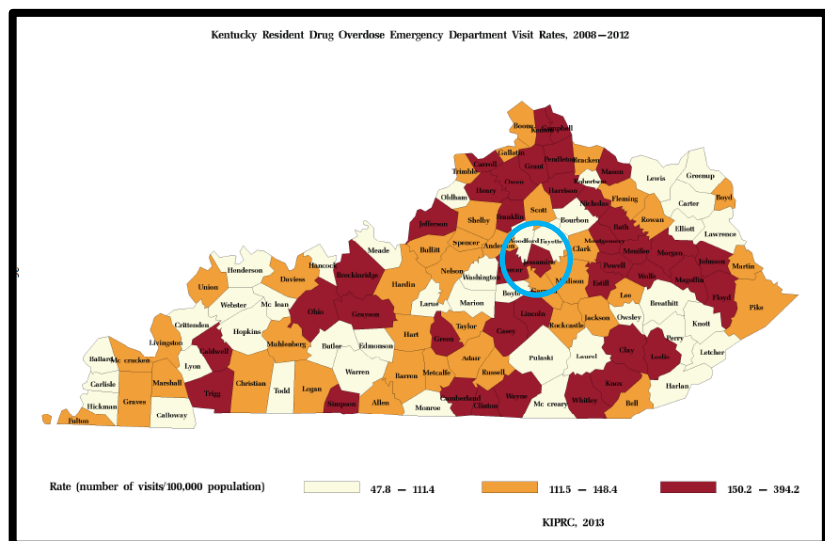 Kentucky Resident Drug Overdose Emergency Department Visit Rates, 2008—2012
Boone
Campbell
Gallatin
Carroll
Grant
Pendleton
Bracken
Mason
Trimble
Owen
Robertson
Lewis
Greenup
Henry
Harrison
Oldham
Nicholas
Fleming
Carter
Boyd
Scott
Franklin
Jefferson
Shelby
Bourbon
Bath
Rowan
Elliott
Lawrence
Woodford
Fayette
Spencer
Anderson
Clark
Montgomery
Meade
Bullitt
Menifee
Morgan
Johnson
Martin
Hancock
Henderson
Breckinridge
Nelson
Powell
Wolfe
Magoffin
Daviess
Hardin
Washington
Madison
Estill
Floyd
Union
Lee
Pike
Webster
Mc lean
Ohio
Grayson
Larue
Marion
Boyle
Lincoln
Breathitt
Crittenden
Hopkins
Jackson
Owsley
Knott
Hart
Taylor
Casey
Rockcastle
Perry
Livingston
Muhlenberg
Butler
Edmonson
Green
Clay
Leslie
Letcher
Caldwell
Ballard
Mc cracken
Lyon
Warren
Adair
Pulaski
Laurel
Metcalfe
Russell
Barren
Carlisle
Marshall
Christian
Todd
Logan
Knox
Harlan
Trigg
Cumberland
Wayne
Whitley
Bell
Hickman
Graves
Simpson
Allen
Monroe
Clinton
Mc creary
Calloway
Fulton
Rate (number of visits/100,000 population)
47.8 — 111.4
111.5 — 148.4
150.2 — 394.2
KIPRC, 2013